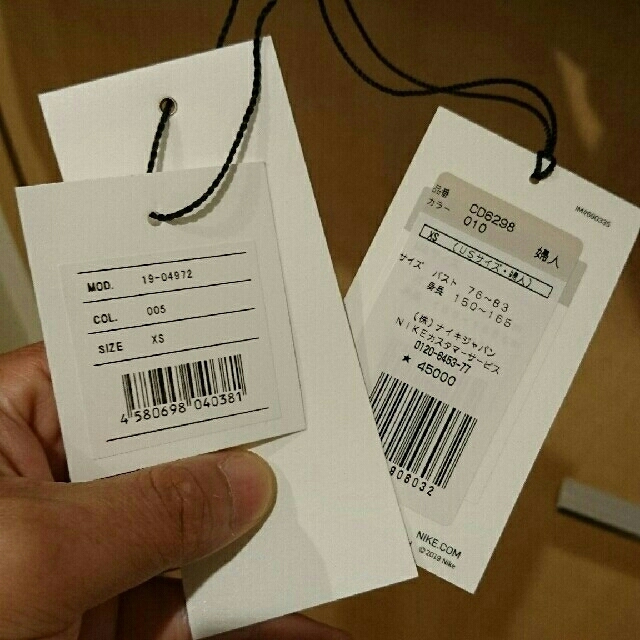 MOD. 19-04972
COL. 005
SIZE XS
4 580698 040381
品番 CD6298
カラー 010
婦人
XS (USサイズ・婦人)
サイズ バスト 76~83
身長 150~165
(株)ナイキジャパン
NIKEカスタマーサービス
0120-6453-77
★ 45000
808032
NIKE.COM
© 2019 Nike